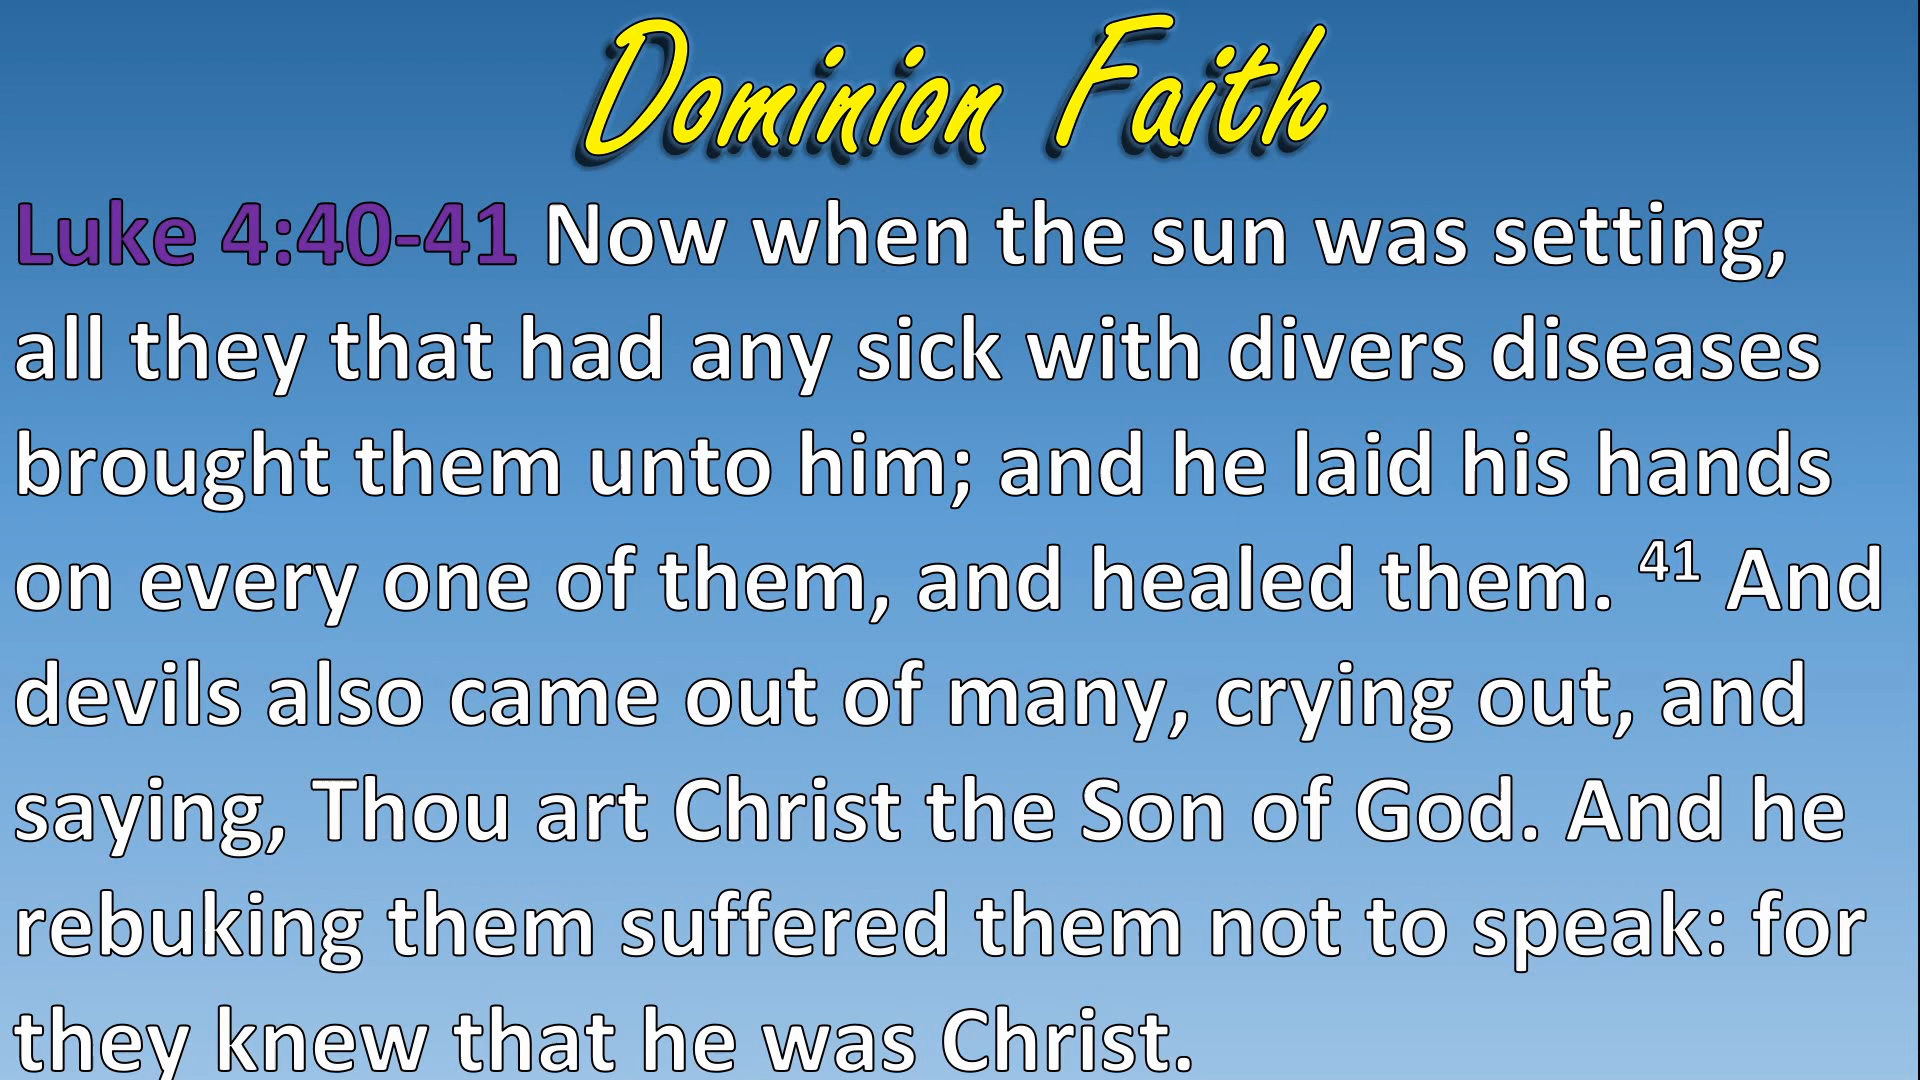 Dominion Faith
Luke 4:40-41 Now when the sun was setting,
all they that had any sick with divers diseases
brought them unto him; and he laid his hands
on every one of them, and healed them. 41 And
devils also came out of many, crying out, and
saying, Thou art Christ the Son of God. And he
rebuking them suffered them not to speak: for
they knew that he was Christ.